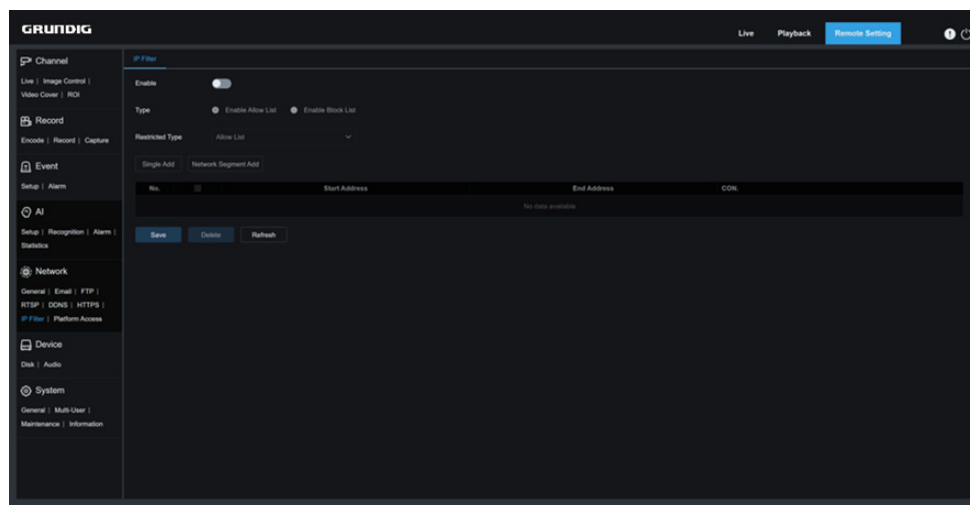 GRUNDIG
Live Playback Remote Setting
Channel
Live | Image Control |
Video Cover | ROI
Record
Encode | Record | Capture
Event
Setup | Alarm
AI
Setup | Recognition | Alarm |
Statistics
Network
General | Email | FTP |
RTSP | DDNS | HTTPS |
IP Filter | Platform Access
Device
Disk | Audio
System
General | Multi-User |
Maintenance | Information
IP Filter
Enable
Type Enable Allow List Enable Block List
Restricted Type Allow List
Single Add Network Segment Add
No. Start Address End Address CON.
No data available
Save Delete Refresh